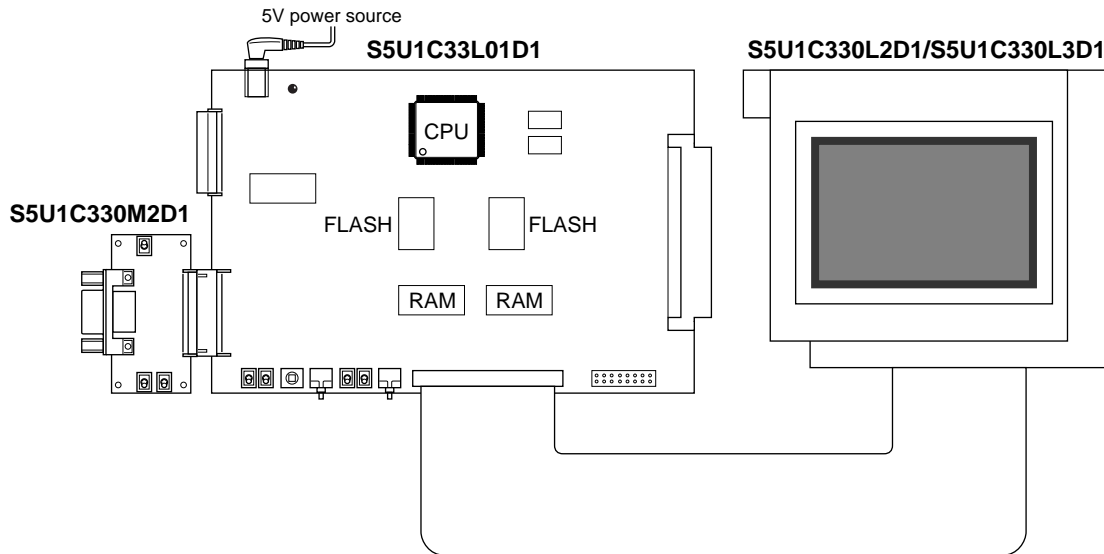 5V power source
S5U1C33L01D1
S5U1C330L2D1/S5U1C330L3D1
CPU
S5U1C330M2D1
FLASH
FLASH
RAM
RAM